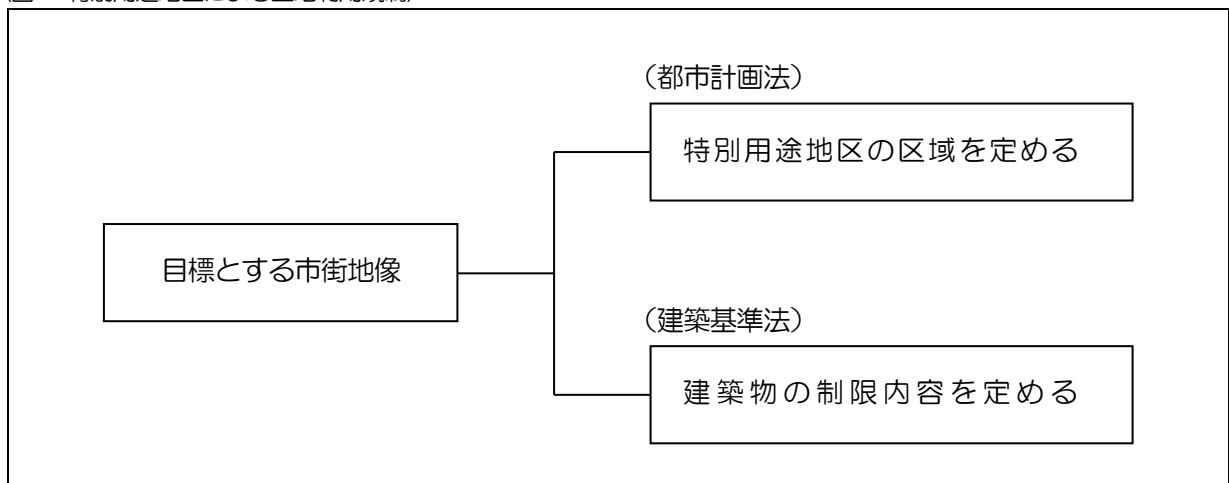 （都市計画法）
特別用途地区の区域を定める
目標とする市街地像
（建築基準法）
建築物の制限内容を定める